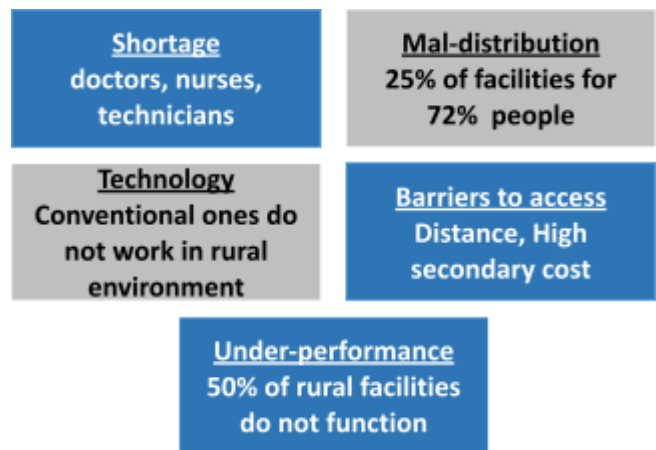 Shortage
doctors, nurses,
technicians
Mal-distribution
25% of facilities for
72% people
Technology
Conventional ones do
not work in rural
environment
Barriers to access
Distance, High
secondary cost
Under-performance
50% of rural facilities
do not function